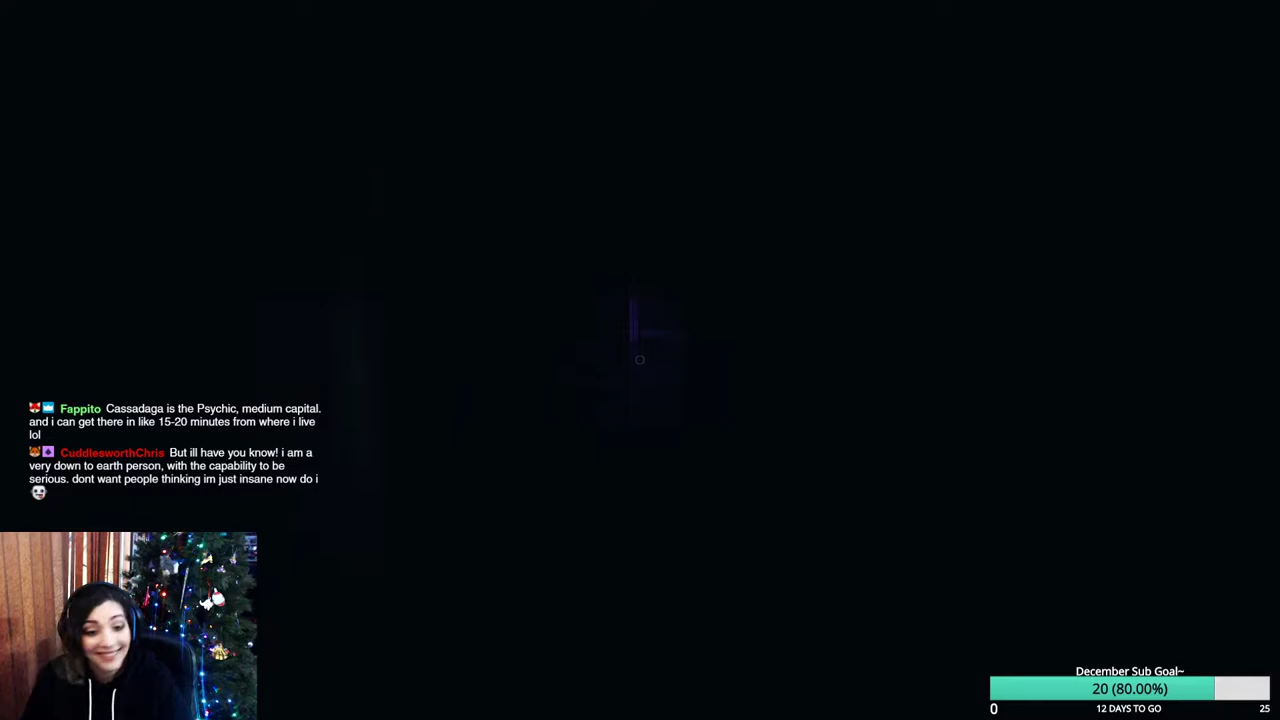 Fappito Cassadaga is the Psychic, medium capital.
and i can get there in like 15-20 minutes from where i live
lol
CuddlesworthChris But ill have you know! i am a
very down to earth person, with the capability to be
serious. dont want people thinking im just insane now do i
December Sub Goal~
20 (80.00%)
0 12 DAYS TO GO 25